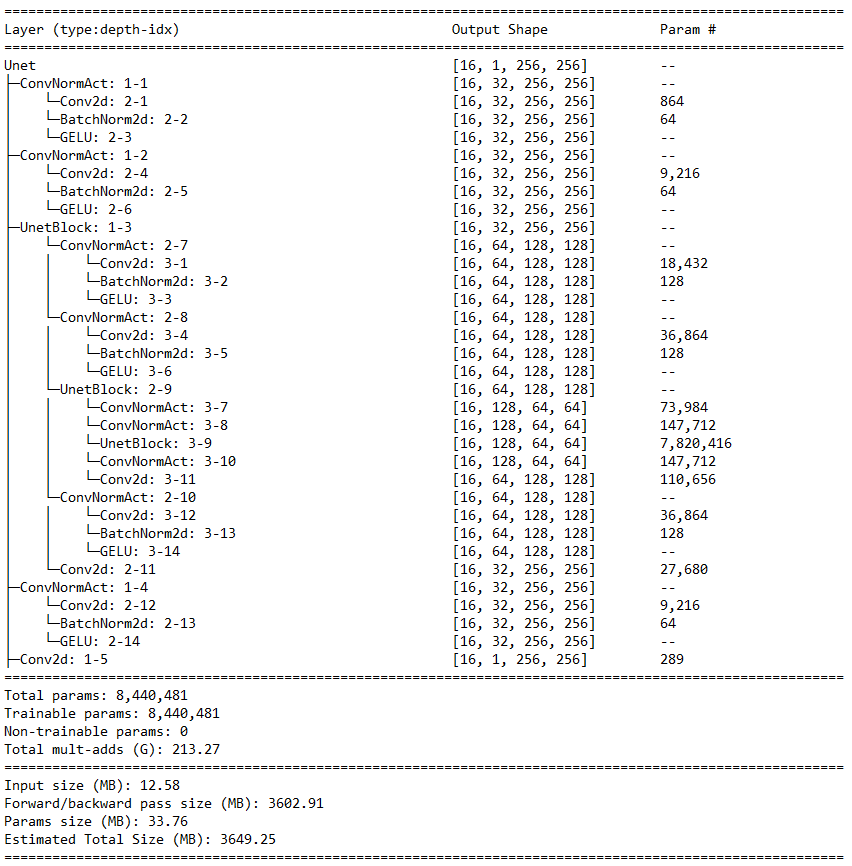 ==========================================================================================
Layer (type:depth-idx)                                  Output Shape              Param #
==========================================================================================
Unet                                                    [16, 1, 256, 256]         --
├─ConvNormAct: 1-1                                      [16, 32, 256, 256]        --
│    └─Conv2d: 2-1                                      [16, 32, 256, 256]        864
│    └─BatchNorm2d: 2-2                                 [16, 32, 256, 256]        64
│    └─GELU: 2-3                                        [16, 32, 256, 256]        --
├─ConvNormAct: 1-2                                      [16, 32, 256, 256]        --
│    └─Conv2d: 2-4                                      [16, 32, 256, 256]        9,216
│    └─BatchNorm2d: 2-5                                 [16, 32, 256, 256]        64
│    └─GELU: 2-6                                        [16, 32, 256, 256]        --
├─UnetBlock: 1-3                                        [16, 32, 256, 256]        --
│    └─ConvNormAct: 2-7                                 [16, 64, 128, 128]        --
│    │    └─Conv2d: 3-1                                 [16, 64, 128, 128]        18,432
│    │    └─BatchNorm2d: 3-2                            [16, 64, 128, 128]        128
│    │    └─GELU: 3-3                                   [16, 64, 128, 128]        --
│    └─ConvNormAct: 2-8                                 [16, 64, 128, 128]        --
│    │    └─Conv2d: 3-4                                 [16, 64, 128, 128]        36,864
│    │    └─BatchNorm2d: 3-5                            [16, 64, 128, 128]        128
│    │    └─GELU: 3-6                                   [16, 64, 128, 128]        --
│    └─UnetBlock: 2-9                                   [16, 64, 128, 128]        --
│    │    └─ConvNormAct: 3-7                            [16, 128, 64, 64]         73,984
│    │    └─ConvNormAct: 3-8                            [16, 128, 64, 64]         147,712
│    │    └─UnetBlock: 3-9                              [16, 128, 64, 64]         7,820,416
│    │    └─ConvNormAct: 3-10                           [16, 128, 64, 64]         147,712
│    │    └─Conv2d: 3-11                                [16, 64, 128, 128]        110,656
│    └─ConvNormAct: 2-10                                [16, 64, 128, 128]        --
│    │    └─Conv2d: 3-12                                [16, 64, 128, 128]        36,864
│    │    └─BatchNorm2d: 3-13                           [16, 64, 128, 128]        128
│    │    └─GELU: 3-14                                  [16, 64, 128, 128]        --
│    └─Conv2d: 2-11                                     [16, 32, 256, 256]        27,680
├─ConvNormAct: 1-4                                      [16, 32, 256, 256]        --
│    └─Conv2d: 2-12                                     [16, 32, 256, 256]        9,216
│    └─BatchNorm2d: 2-13                                [16, 32, 256, 256]        64
│    └─GELU: 2-14                                       [16, 32, 256, 256]        --
├─Conv2d: 1-5                                           [16, 1, 256, 256]         289
==========================================================================================
Total params: 8,440,481
Trainable params: 8,440,481
Non-trainable params: 0
Total mult-adds (G): 213.27
==========================================================================================
Input size (MB): 12.58
Forward/backward pass size (MB): 3602.91
Params size (MB): 33.76
Estimated Total Size (MB): 3649.25
==========================================================================================